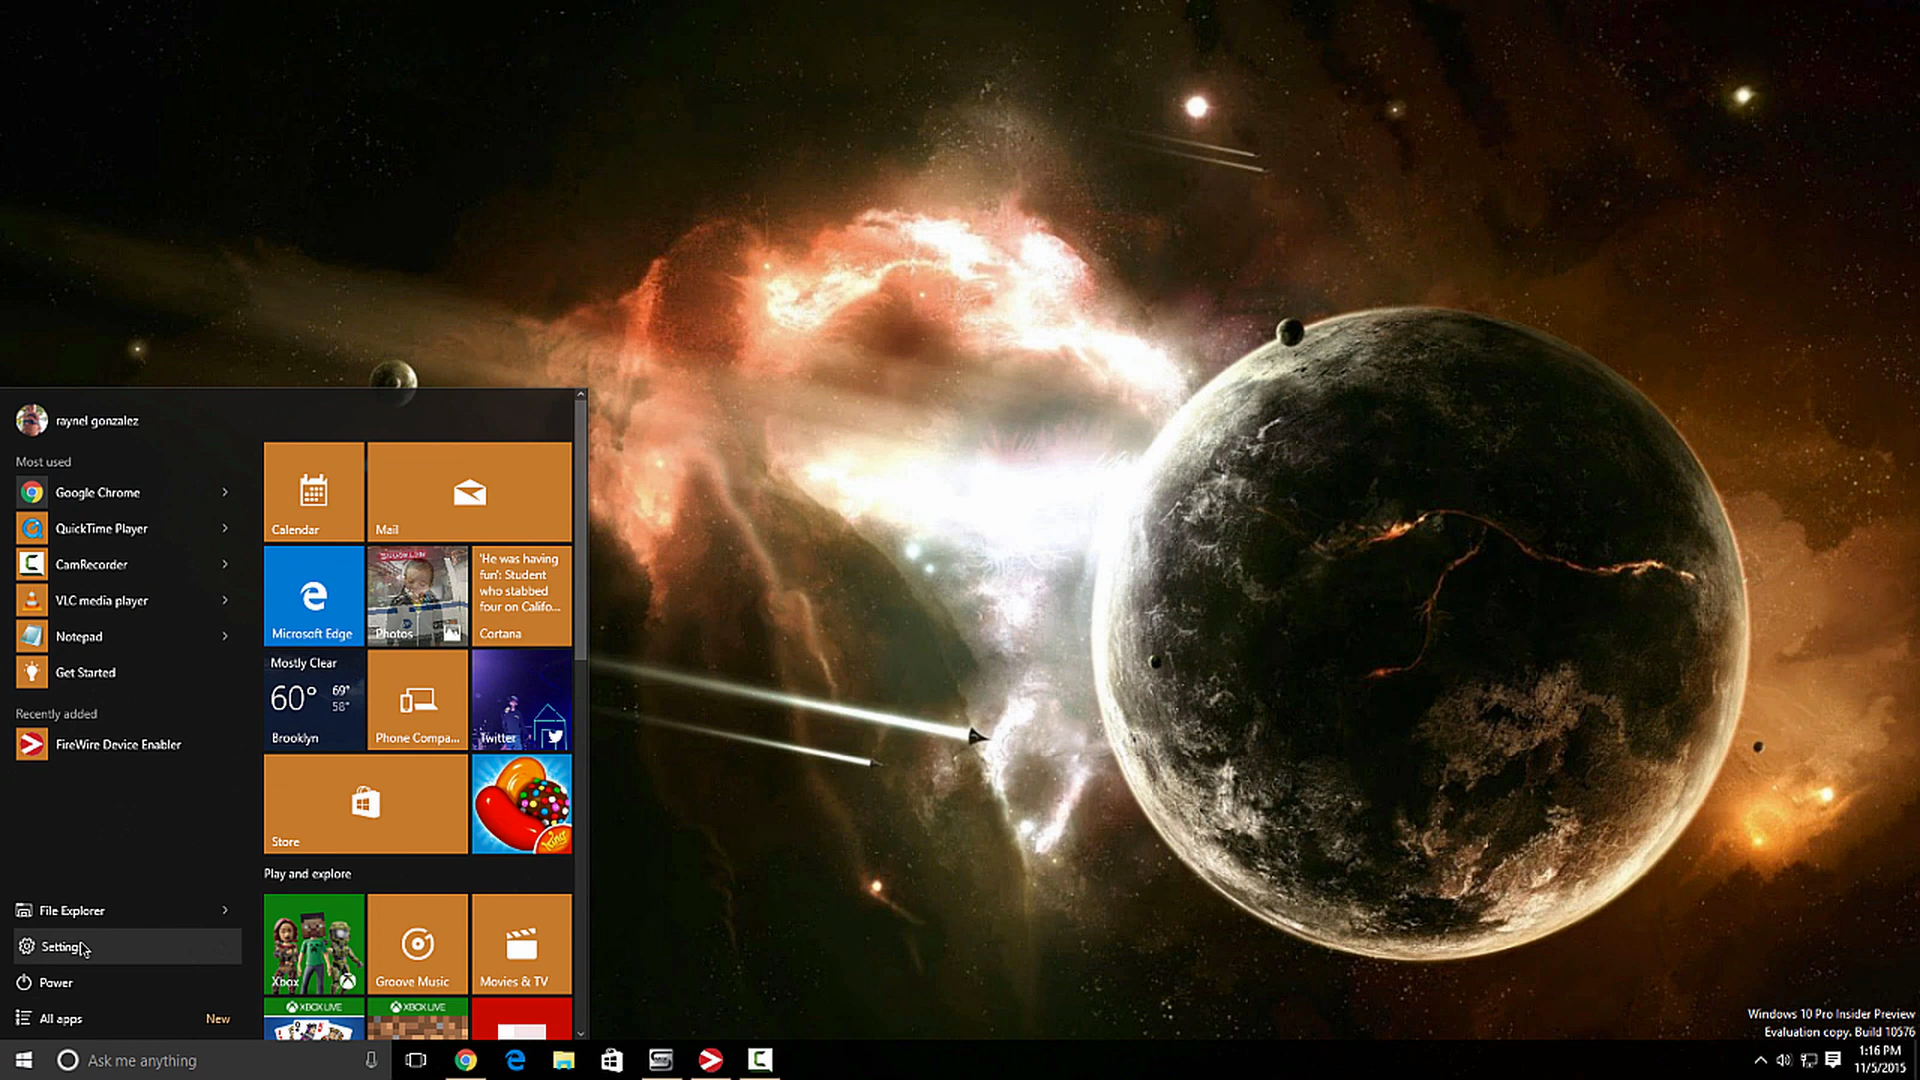 raynel gonzalez
Most used
Google Chrome
QuickTime Player
CamRecorder
VLC media player
Notepad
Get Started
Recently added
FireWire Device Enabler
File Explorer
Settings
Power
All apps
New
Calendar
Mail
Microsoft Edge
Photos
'He was having
fun': Student
who stabbed
four on Califo...
Cortana
Mostly Clear
60° 69°
58°
Brooklyn
Phone Compa...
Twitter
Store
King
Play and explore
Xbox
Groove Music
Movies & TV
XBOX LIVE
XBOX LIVE
Windows 10 Pro Insider Preview
Evaluation copy. Build 10576
Ask me anything
1:16 PM
11/5/2015